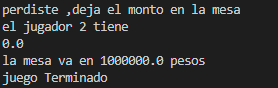 perdiste ,deja el monto en la mesa
el jugador 2 tiene
0.0
la mesa va en 1000000.0 pesos
juego Terminado